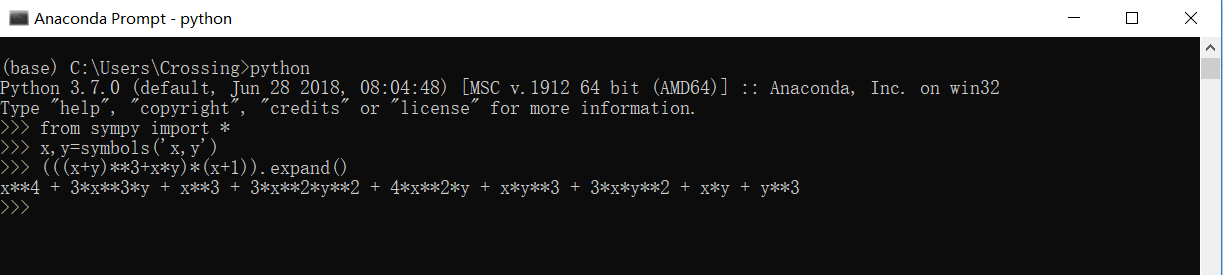 Anaconda Prompt - python
(base) C:\Users\Crossing>python
Python 3.7.0 (default, Jun 28 2018, 08:04:48) [MSC v.1912 64 bit (AMD64)] :: Anaconda, Inc. on win32
Type "help", "copyright", "credits" or "license" for more information.
>>> from sympy import *
>>> x,y=symbols('x,y')
>>> (((x+y)**3+x*y)*(x+1)).expand()
x**4 + 3*x**3*y + x**3 + 3*x**2*y**2 + 4*x**2*y + x*y**3 + 3*x*y**2 + x*y + y**3
>>>